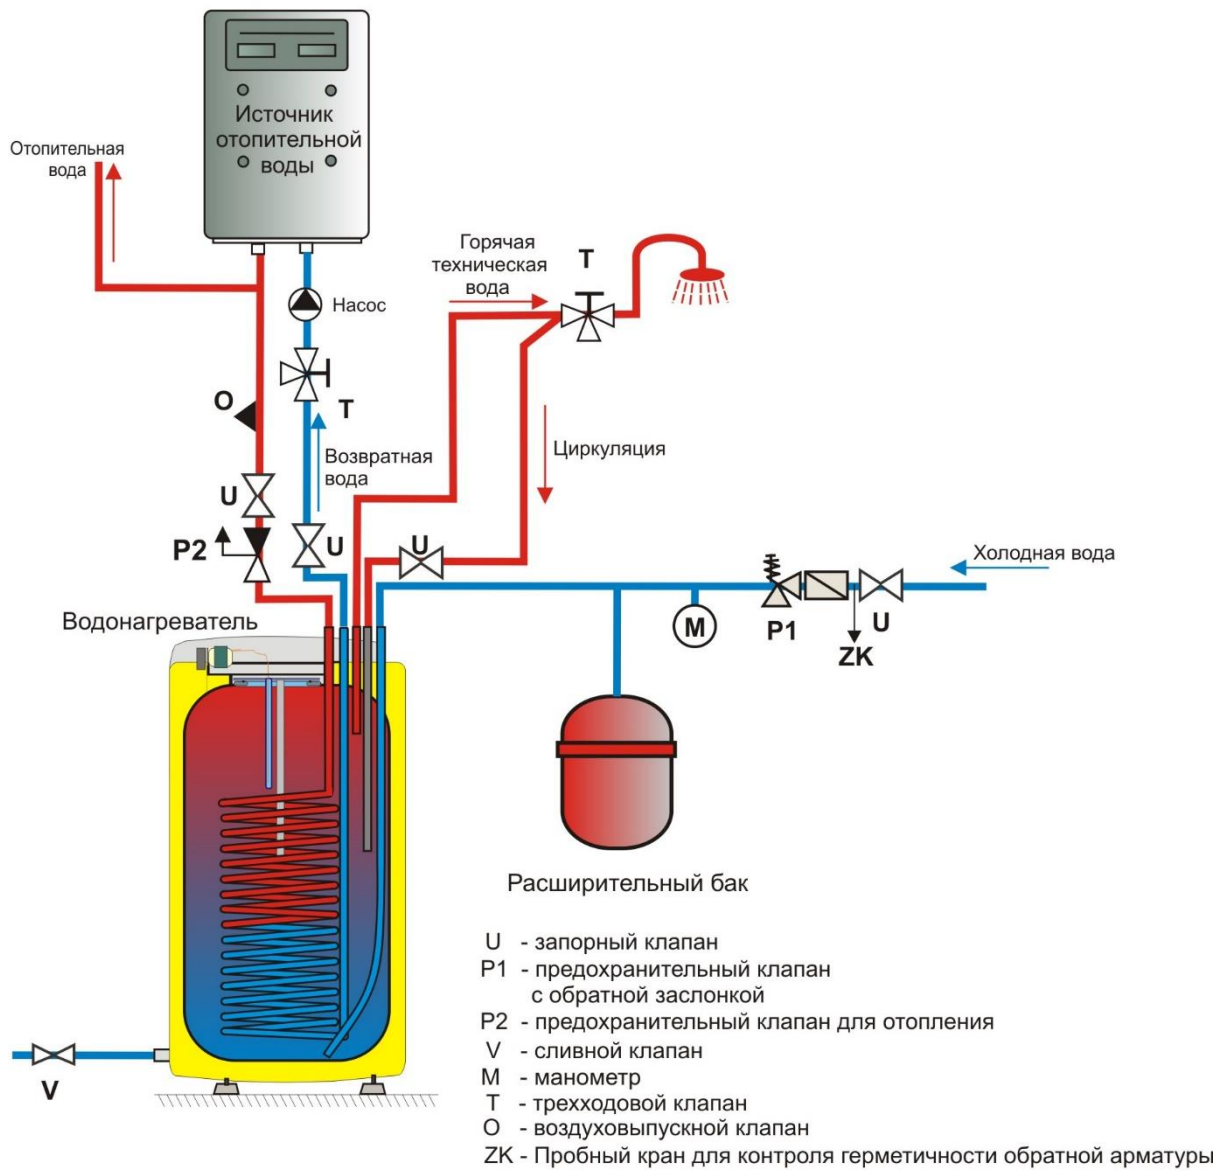 Источник
отопительной
воды
Отопительная
вода
Горячая
техническая
вода
T
Насос
O
T
Возвратная
вода
Циркуляция
U
P2
U
U
Холодная вода
Водонагреватель
M
P1
U
ZK
Расширительный бак
U - запорный клапан
P1 - предохранительный клапан
с обратной заслонкой
P2 - предохранительный клапан для отопления
V - сливной клапан
M - манометр
T - трехходовой клапан
O - воздуховыпускной клапан
ZK - Пробный кран для контроля герметичности обратной арматуры
V